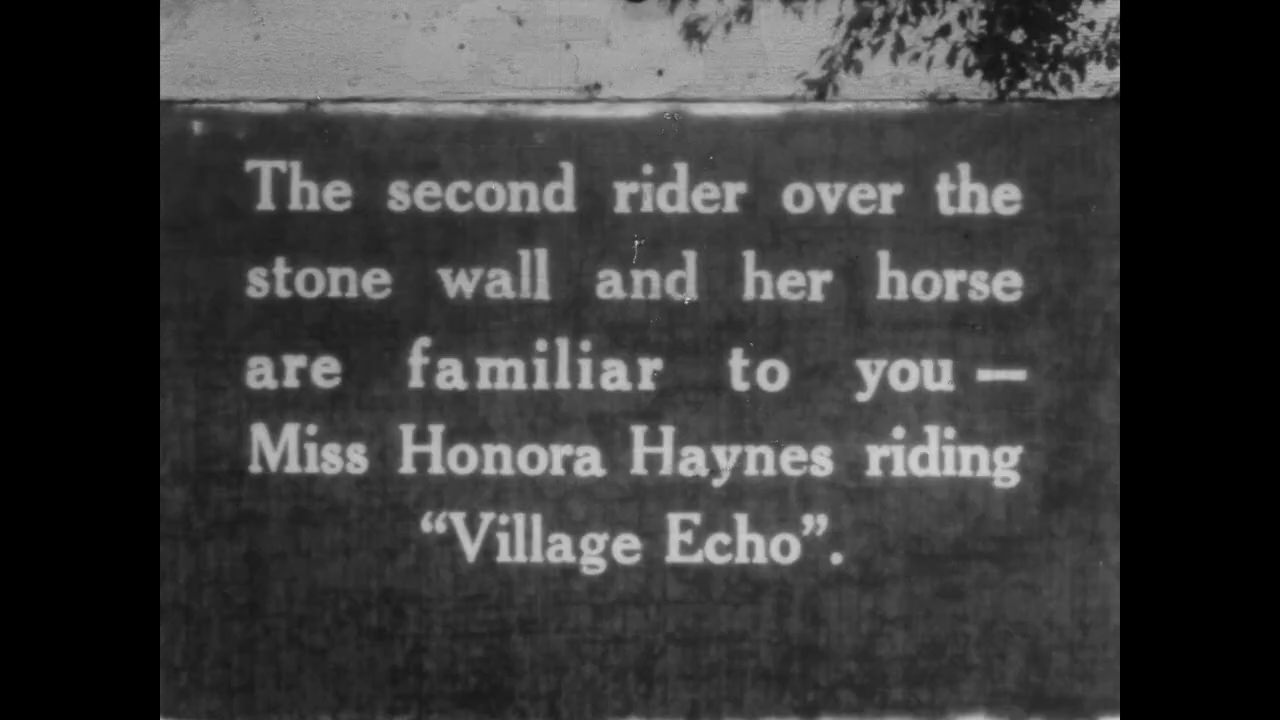 The second rider over the
stone wall and her horse
are familiar to you —
Miss Honora Haynes riding
“Village Echo”.